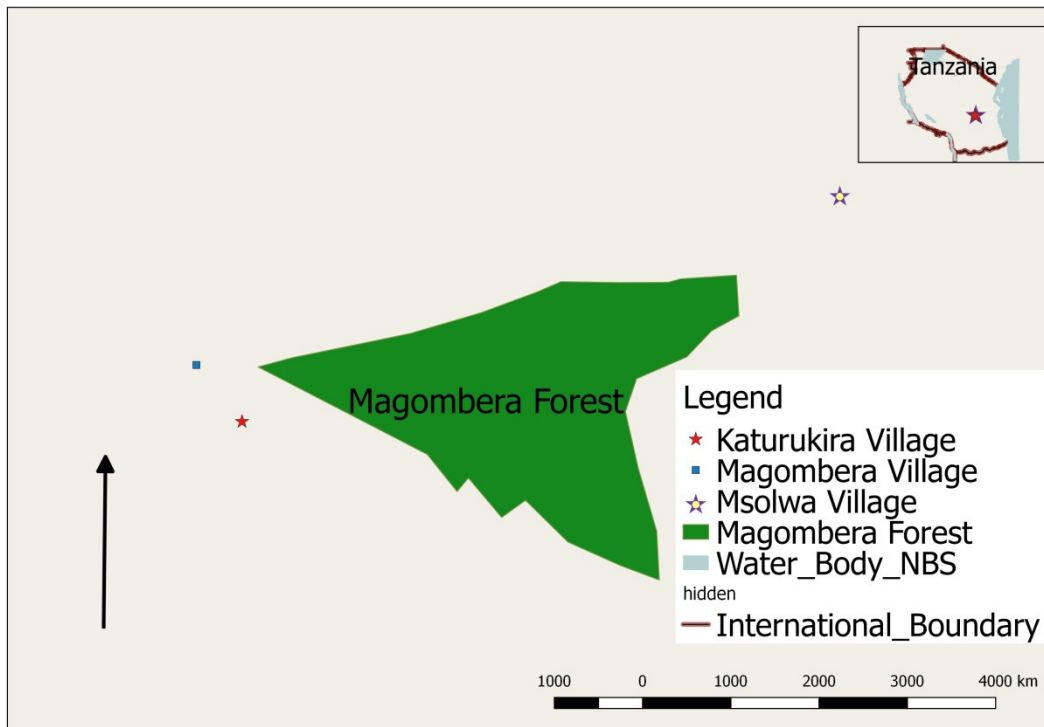 Tanzania
Magombera Forest
Legend
Katurukira Village
Magombera Village
Msolwa Village
Magombera Forest
Water_Body_NBS
hidden
International_Boundary
1000 0 1000 2000 3000 4000 km